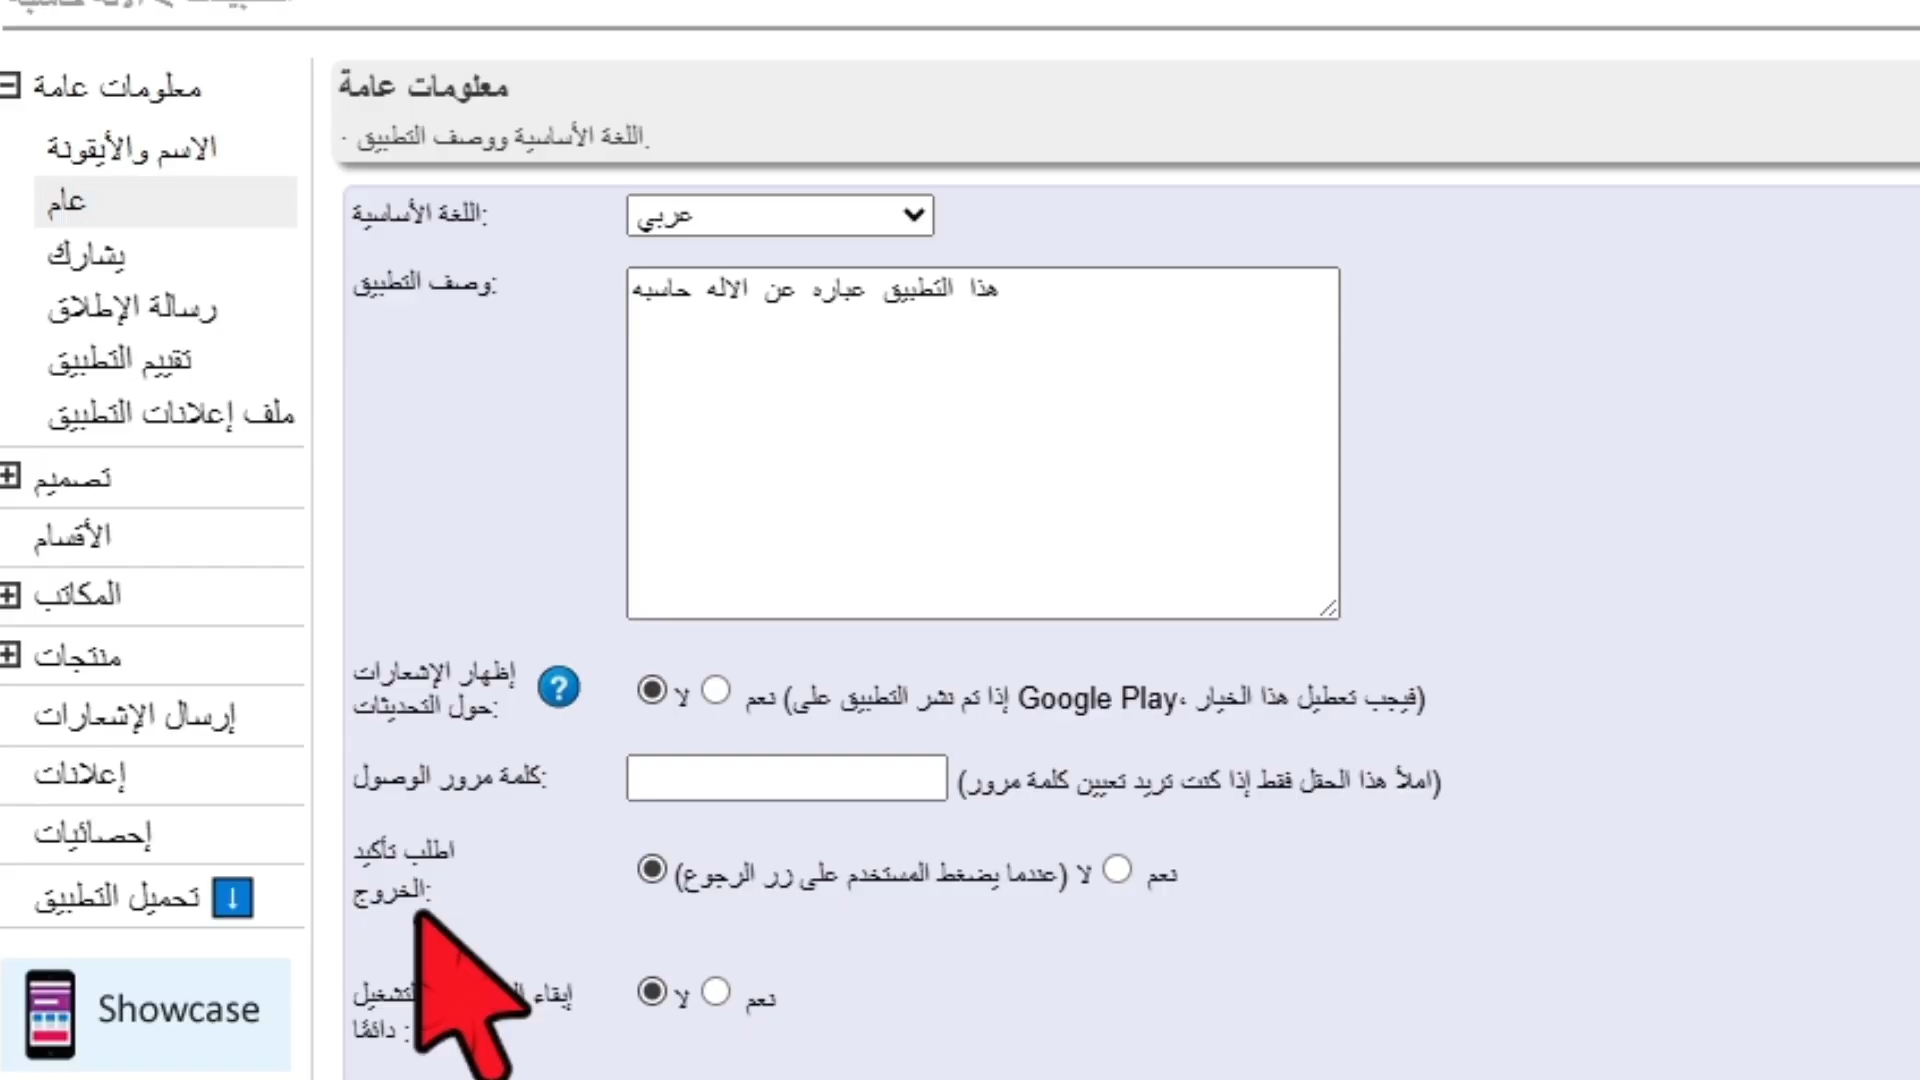 معلومات عامة
الاسم والأيقونة
عام
يشارك
رسالة الإطلاق
تقييم التطبيق
ملف إعلانات التطبيق
تصميم
الأقسام
المكاتب
منتجات
إرسال الإشعارات
إعلانات
إحصائيات
تحميل التطبيق
Showcase
معلومات عامة
اللغة الأساسية ووصف التطبيق.
اللغة الأساسية:
عربي
وصف التطبيق:
هذا التطبيق عباره عن الاله حاسبه
إظهار الإشعارات
حول التحديثات:
لا
نعم (إذا تم نشر التطبيق على Google Play، فيجب تعطيل هذا الخيار)
كلمة مرور الوصول:
(املأ هذا الحقل فقط إذا كنت تريد تعيين كلمة مرور)
اطلب تأكيد
الخروج:
لا (عندما يضغط المستخدم على زر الرجوع)
نعم
إبقاء
دائمًا :
لا
نعم